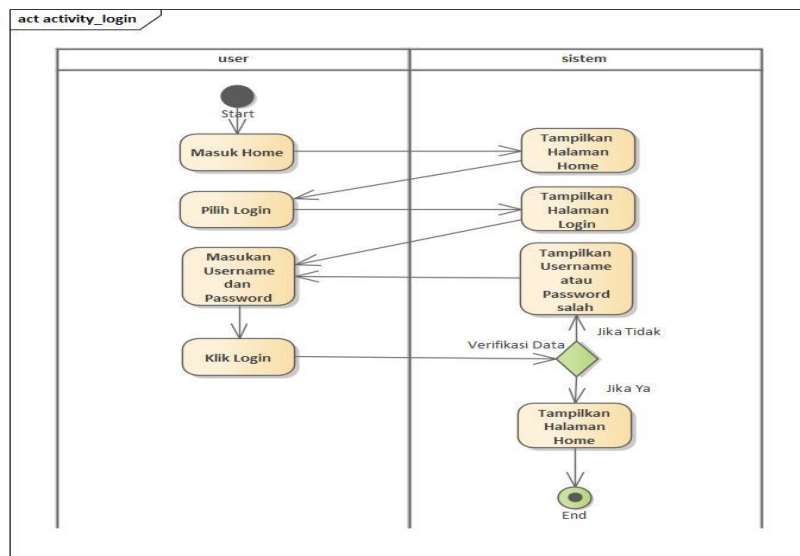 act activity_login
user
sistem
Start
Masuk Home
Tampilkan
Halaman
Home
Pilih Login
Tampilkan
Halaman
Login
Masukan
Username
dan
Password
Tampilkan
Username
atau
Password
salah
Jika Tidak
Verifikasi Data
Klik Login
Jika Ya
Tampilkan
Halaman
Home
End